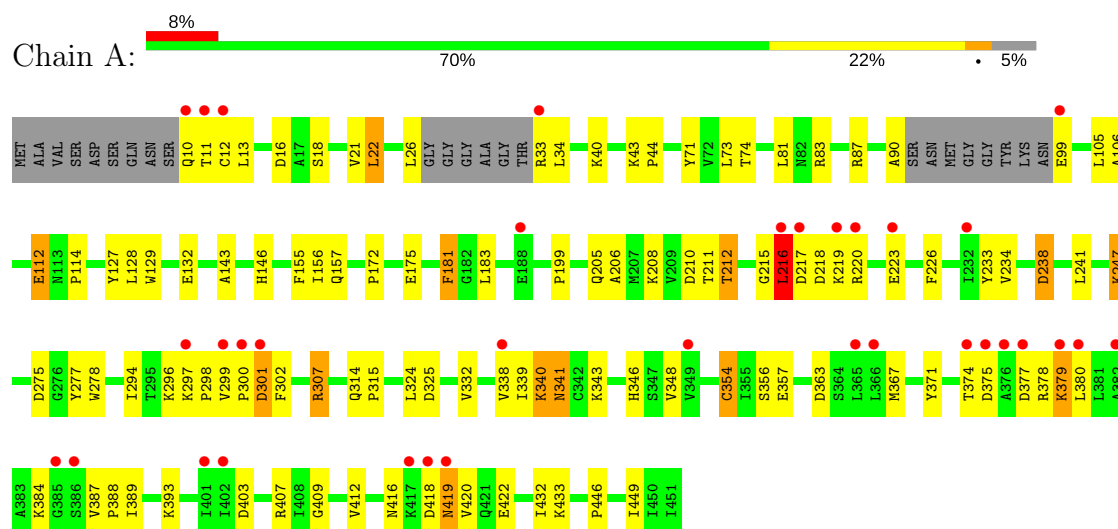 8%
Chain A:
70% 22% • 5%
MET ALA VAL SER ASP SER GLN ASN SER Q10 T11 C12 L13 D16 A17 S18 V21 L22 L26 GLY GLY GLY ALA GLY THR R33 L34 K40 K43 P44 Y71 V72 L73 T74 L81 N82 R83 R87 A90 SER ASN MET GLY GLY TYR LYS ASN E99 L105 A106
E112 N113 P114 Y127 L128 W129 E132 A143 H146 F155 I156 Q157 P172 E175 F181 G182 L183 E188 P199 Q205 A206 M207 K208 V209 D210 T211 T212 G215 L216 D217 D218 K219 R220 E223 F226 I232 Y233 V234 D238 L241 K247
D275 G276 Y277 W278 I294 T295 K296 K297 P298 V299 P300 D301 F302 R307 Q314 P315 L324 D325 V332 V338 I339 K340 N341 C342 K343 H346 S347 V348 V349 C354 I355 S356 E357 D363 S364 L365 L366 M367 Y371 T374 D375 A376 D377 R378 K379 L380 L381 A382
A383 K384 G385 S386 V387 P388 I389 K393 I401 I402 D403 R407 I408 G409 V412 N416 K417 D418 N419 V420 Q421 E422 I432 K433 P446 I449 I450 I451